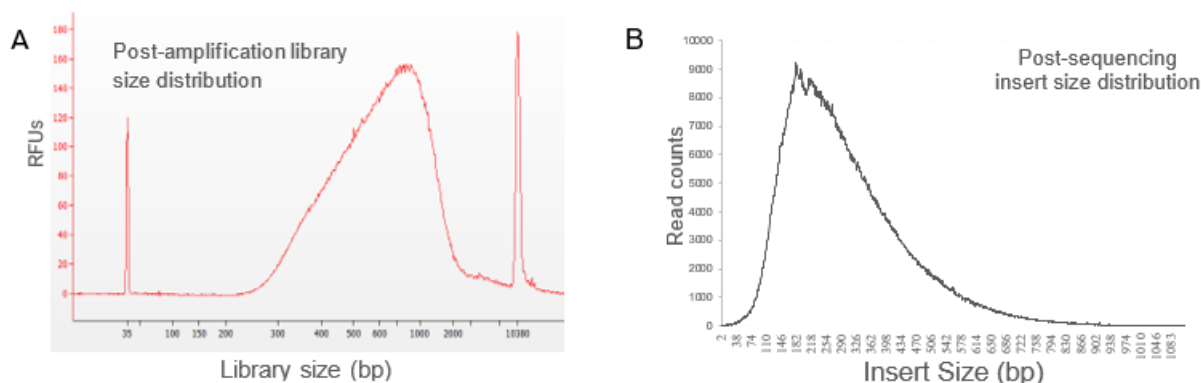 A
Post-amplification library
size distribution
RFUs
180
160
140
120
100
80
60
40
20
0
35 100 150 200 300 400 500 600 1000 2000 10380
Library size (bp)
B
Post-sequencing
insert size distribution
Read counts
10000
9000
8000
7000
6000
5000
4000
3000
2000
1000
0
2 38 74 110 146 182 218 254 290 326 362 398 434 470 506 542 578 614 650 686 722 758 794 830 866 902 938 974 1010 1046 1083
Insert Size (bp)